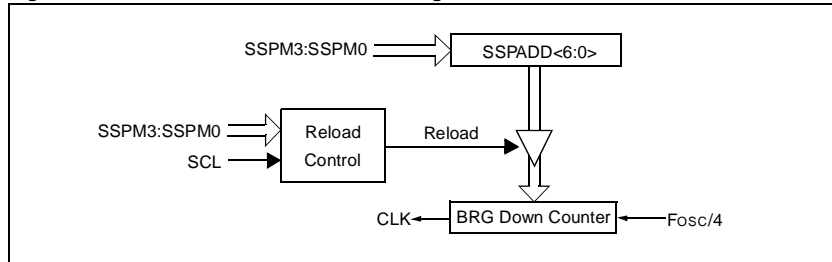 SSPM3:SSPM0
SSPADD<6:0>
SSPM3:SSPM0
SCL
Reload
Control
Reload
CLK
BRG Down Counter
Fosc/4